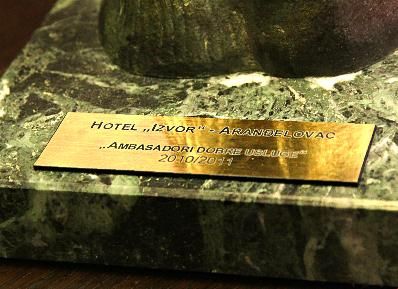 HOTEL „IZVOR“ - ARANĐELOVAC
„AMBASADORI DOBRE USLUGE“
2010/2011